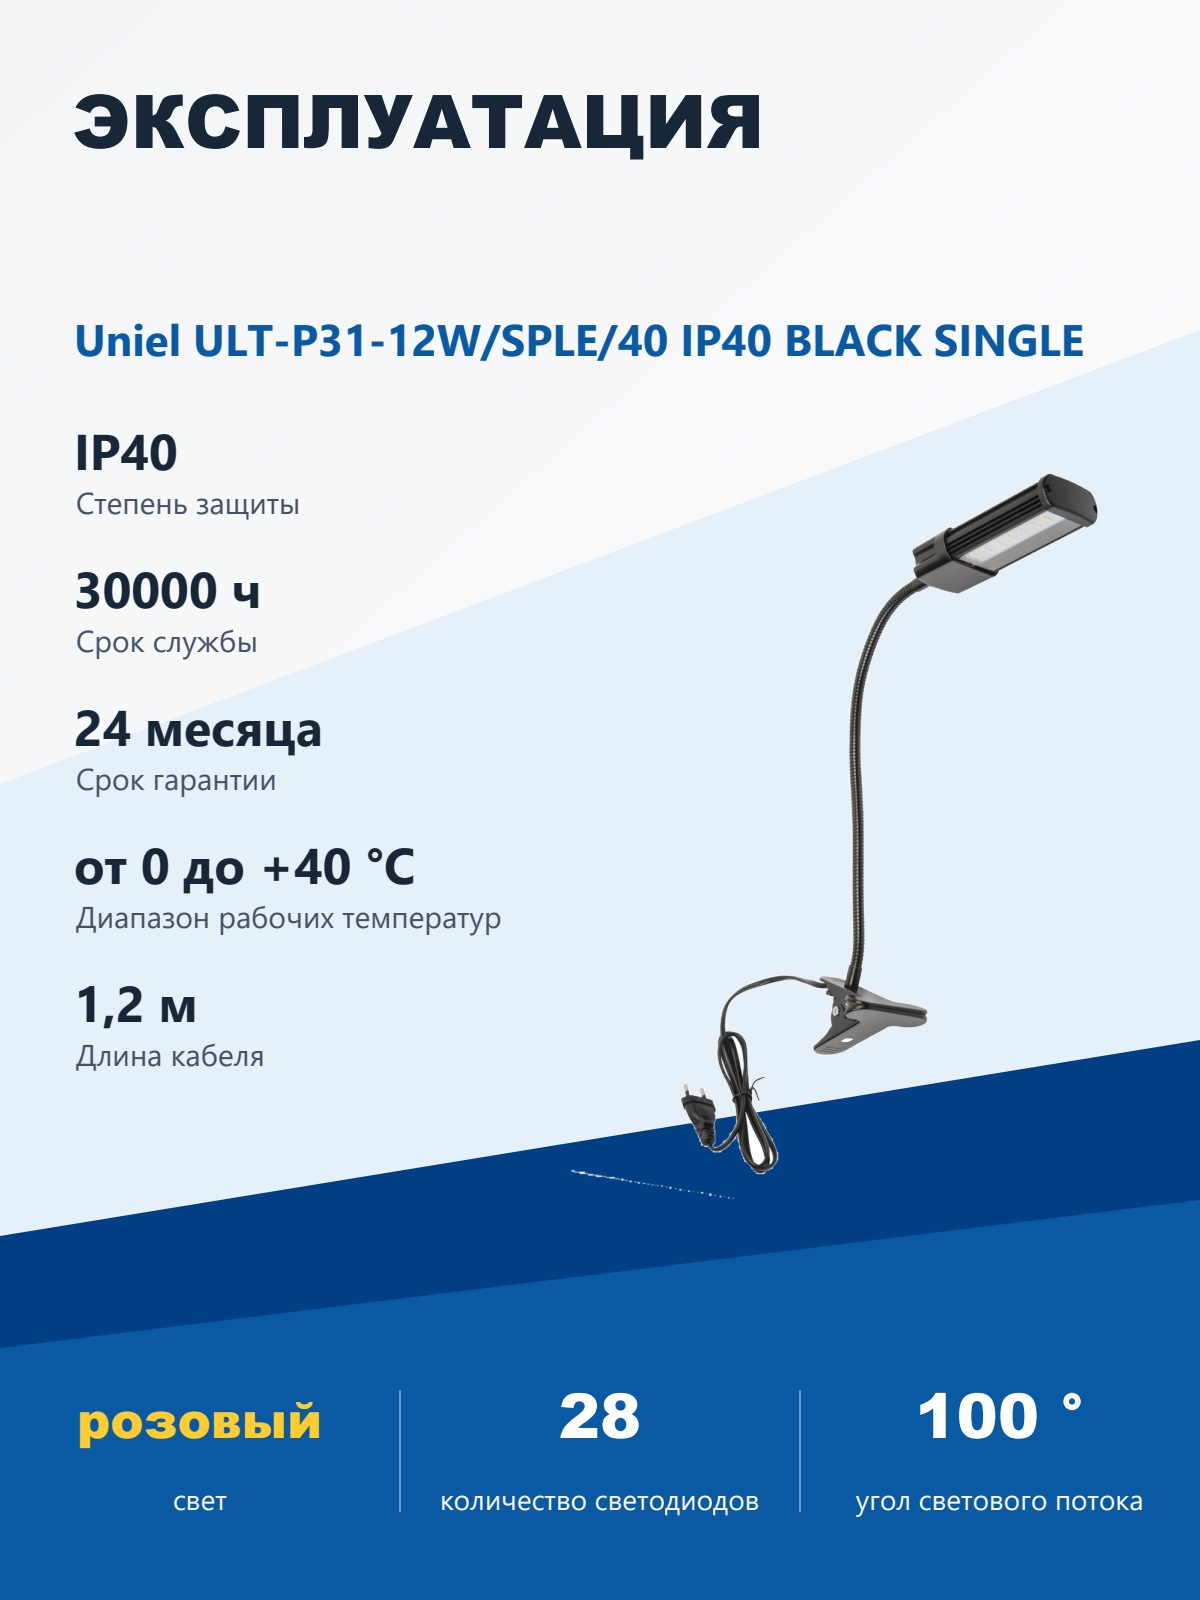 ЭКСПЛУАТАЦИЯ
Uniel ULT-P31-12W/SPLE/40 IP40 BLACK SINGLE
IP40
Степень защиты
30000 ч
Срок службы
24 месяца
Срок гарантии
от 0 до +40 °C
Диапазон рабочих температур
1,2 м
Длина кабеля
розовый
свет
28
количество светодиодов
100 °
угол светового потока